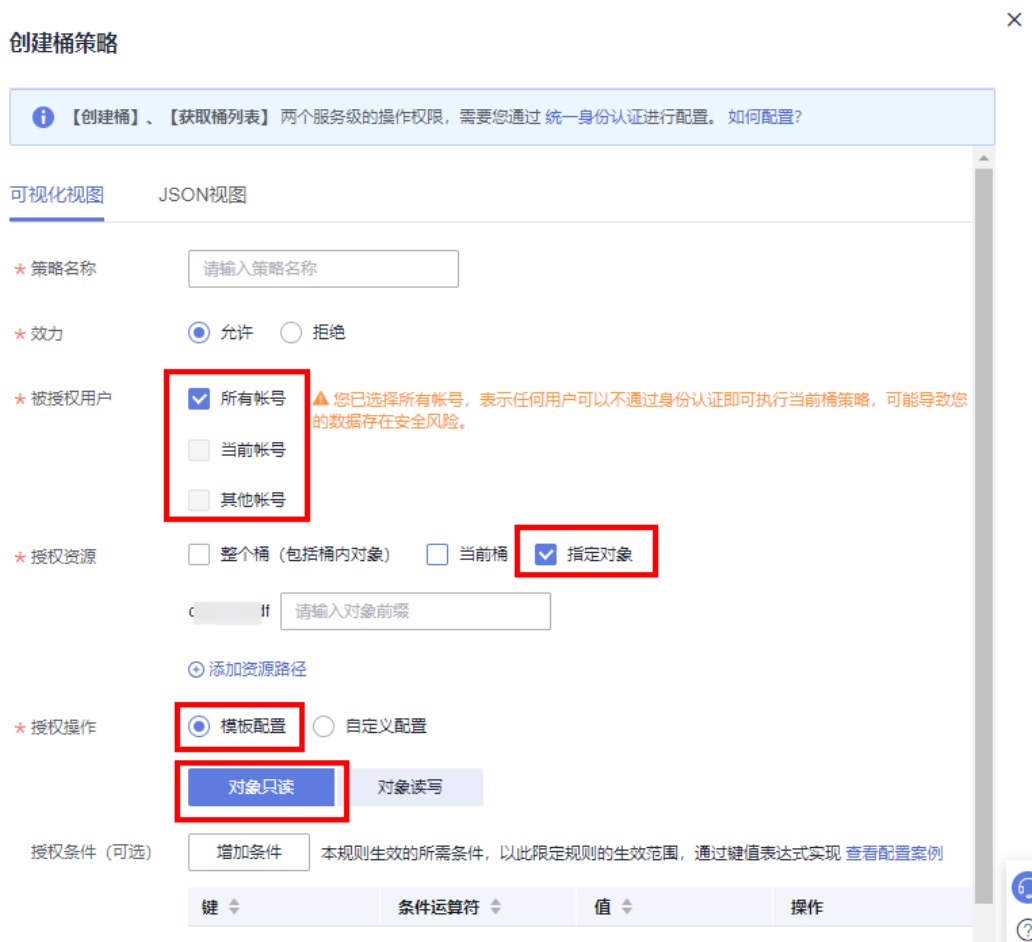 创建桶策略
【创建桶】、【获取桶列表】两个服务级的操作权限，需要您通过 统一身份认证进行配置。 如何配置？
可视化视图 JSON视图
* 策略名称 请输入策略名称
* 效力 允许 拒绝
* 被授权用户 所有帐号 您已选择所有帐号，表示任何用户可以不通过身份认证即可执行当前桶策略，可能导致您
的数据存在安全风险。
当前帐号
其他帐号
* 授权资源 整个桶（包括桶内对象） 当前桶 指定对象
请输入对象前缀
添加资源路径
* 授权操作 模板配置 自定义配置
对象只读 对象读写
授权条件（可选） 增加条件 本规则生效的所需条件，以此限定规则的生效范围，通过键值表达式实现 查看配置案例
键 条件运算符 值 操作